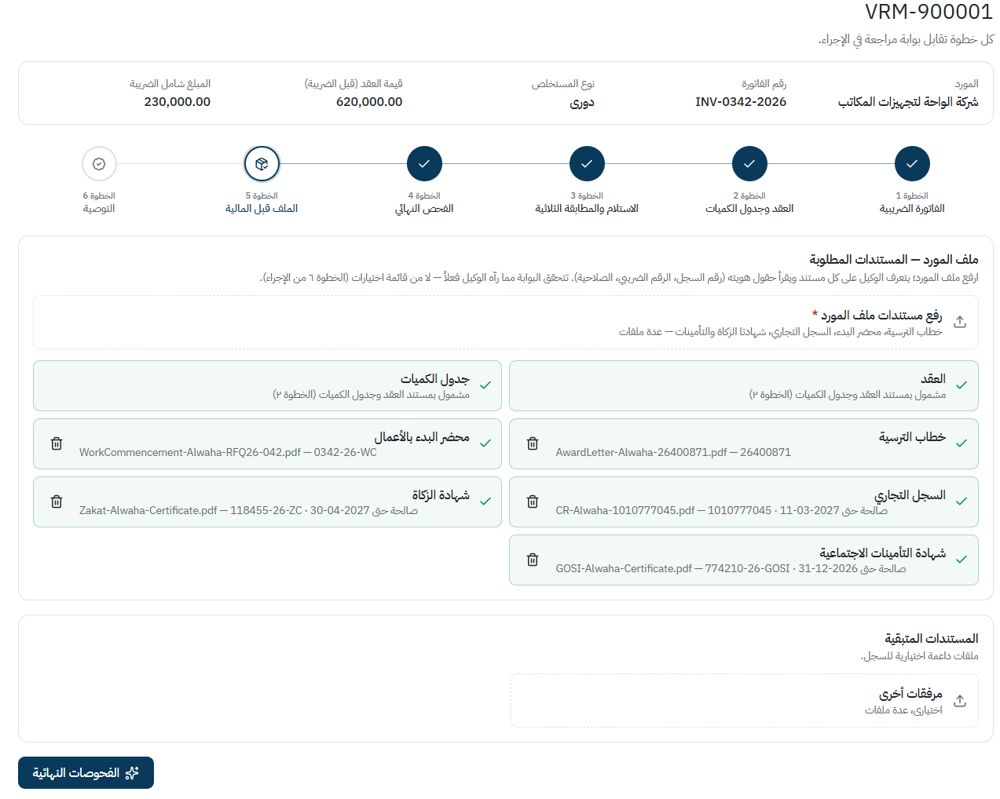 VRM-900001
كل خطوة تقابل بوابة مراجعة في الإجراء.
المورد
شركة الواحة لتجهيزات المكاتب
رقم الفاتورة
INV-0342-2026
نوع المستخلص
دوري
قيمة العقد (قبل الضريبة)
620,000.00
المبلغ شامل الضريبة
230,000.00
الخطوة 1
الفاتورة الضريبية
الخطوة 2
العقد وجدول الكميات
الخطوة 3
الاستلام والمطابقة الثلاثية
الخطوة 4
الفحص النهائي
الخطوة 5
الملف قبل المالية
الخطوة 6
التوصية
ملف المورد — المستندات المطلوبة
ارفع ملف المورد؛ يتعرف الوكيل على كل مستند ويقرأ حقول هويته (رقم السجل، الرقم الضريبي، الصلاحية). تتحقق البوابة مما رآه الوكيل فعلاً — لا من قائمة اختيارات (الخطوة ٦ من الإجراء).
رفع مستندات ملف المورد *
خطاب الترسية، محضر البدء، السجل التجاري، شهادتا الزكاة والتأمينات — عدة ملفات
العقد
مشمول بمستند العقد وجدول الكميات (الخطوة ٢)
جدول الكميات
مشمول بمستند العقد وجدول الكميات (الخطوة ٢)
خطاب الترسية
AwardLetter-Alwaha-26400871.pdf — 26400871
محضر البدء بالأعمال
WorkCommencement-Alwaha-RFQ26-042.pdf — 0342-26-WC
السجل التجاري
CR-Alwaha-1010777045.pdf — 1010777045 · 11-03-2027 صالحة حتى
شهادة الزكاة
Zakat-Alwaha-Certificate.pdf — 118455-26-ZC · 30-04-2027 صالحة حتى
شهادة التأمينات الاجتماعية
GOSI-Alwaha-Certificate.pdf — 774210-26-GOSI · 31-12-2026 صالحة حتى
المستندات المتبقية
ملفات داعمة اختيارية للسجل.
مرفقات أخرى
اختياري، عدة ملفات
الفحوصات النهائية